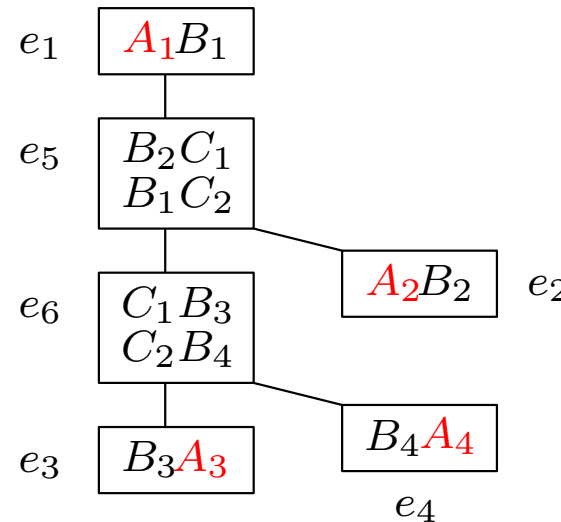 e₁ A₁B₁
e₅ B₂C₁
B₁C₂
A₂B₂ e₂
e₆ C₁B₃
C₂B₄
e₃ B₃A₃
B₄A₄
e₄